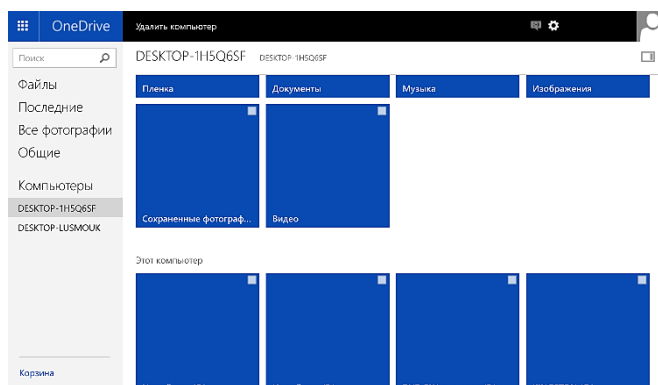 OneDrive
Удалить компьютер
Поиск
DESKTOP-1H5Q6SF DESKTOP-1H5Q6SF
Файлы
Последние
Все фотографии
Общие
Компьютеры
DESKTOP-1H5Q6SF
DESKTOP-LUSMOUK
Корзина
Пленка
Документы
Музыка
Изображения
Сохраненные фотограф...
Видео
Этот компьютер